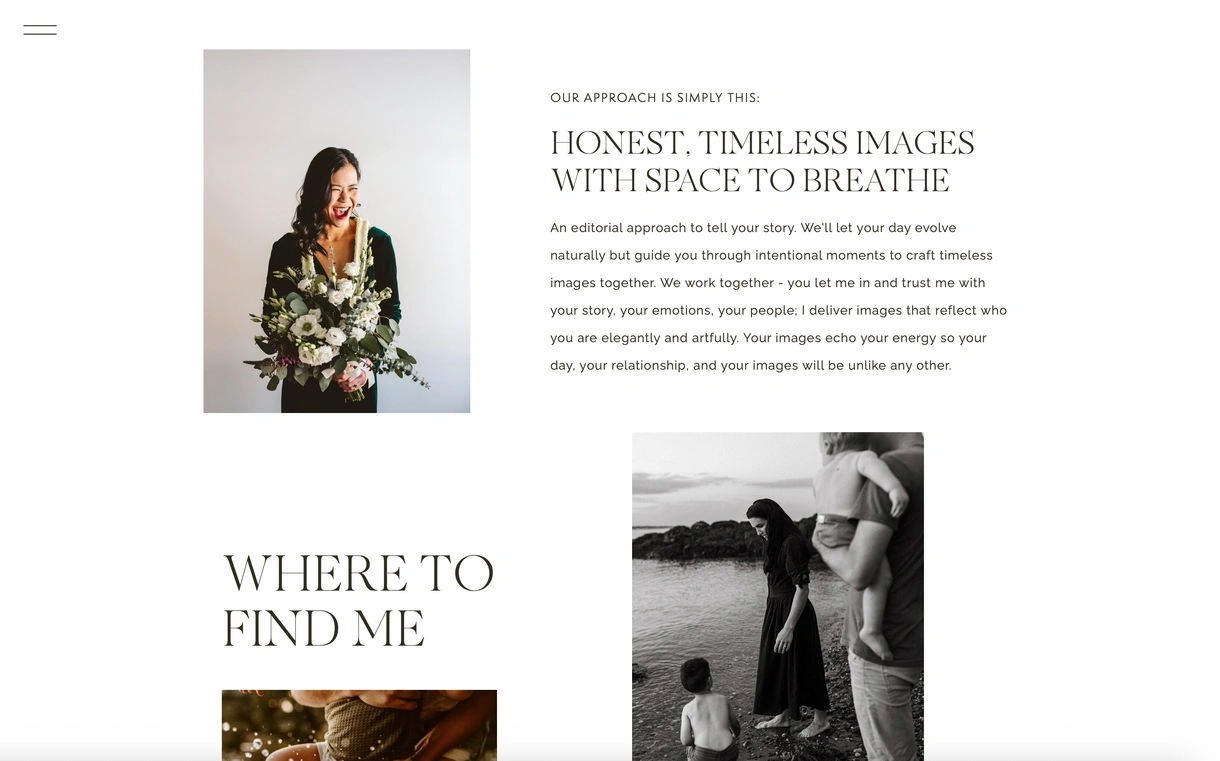 OUR APPROACH IS SIMPLY THIS:
HONEST, TIMELESS IMAGES
WITH SPACE TO BREATHE
An editorial approach to tell your story. We'll let your day evolve
naturally but guide you through intentional moments to craft timeless
images together. We work together - you let me in and trust me with
your story, your emotions, your people; I deliver images that reflect who
you are elegantly and artfully. Your images echo your energy so your
day, your relationship, and your images will be unlike any other.
WHERE TO
FIND ME